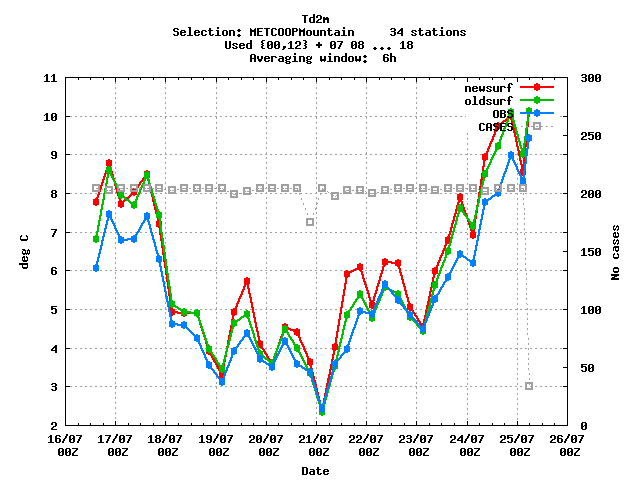 Td2m
Selection: METCOOPMountain 34 stations
Used {00,12} + 07 08 ... 18
Averaging window: 6h
11 300
newsurf
oldsurf
10 OBS
CASES 250
9
8 200
7
deg C
No cases
6 150
5 100
4
50
3
2 0
16/07 17/07 18/07 19/07 20/07 21/07 22/07 23/07 24/07 25/07 26/07
00Z 00Z 00Z 00Z 00Z 00Z 00Z 00Z 00Z 00Z 00Z
Date